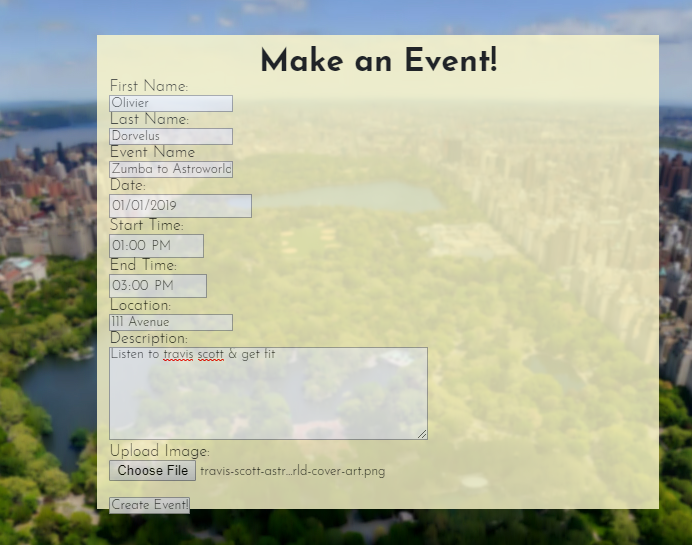 Make an Event!
First Name:
Olivier
Last Name:
Dorvelus
Event Name
Zumba to Astroworld
Date:
01/01/2019
Start Time:
01:00 PM
End Time:
03:00 PM
Location:
111 Avenue
Description:
Listen to travis scott & get fit
Upload Image:
Choose File travis-scott-astr...rld-cover-art.png
Create Event!